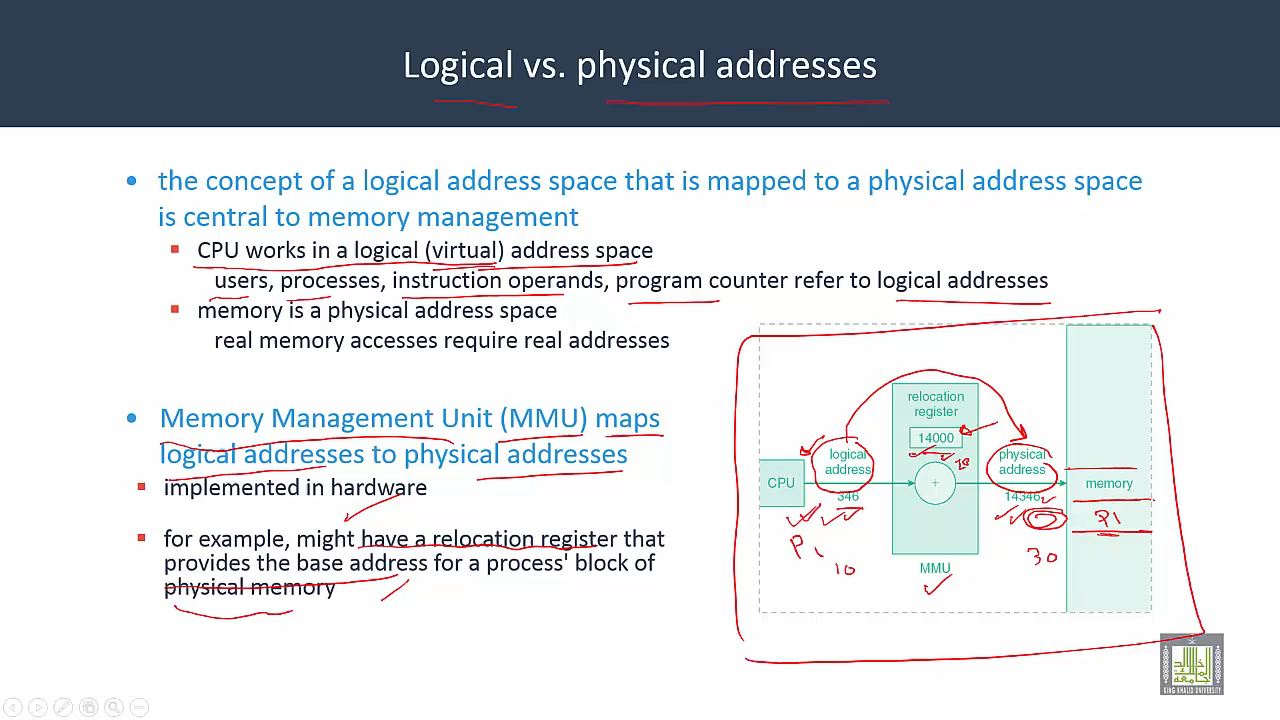 Logical vs. physical addresses
• the concept of a logical address space that is mapped to a physical address space
is central to memory management
▪ CPU works in a logical (virtual) address space
users, processes, instruction operands, program counter refer to logical addresses
▪ memory is a physical address space
real memory accesses require real addresses
• Memory Management Unit (MMU) maps
logical addresses to physical addresses
▪ implemented in hardware
▪ for example, might have a relocation register that
provides the base address for a process' block of
physical memory
relocation
register
14000
logical
address
physical
address
CPU
+
memory
346
14346
P1
P1
10
30
MMU
KING KHALID UNIVERSITY